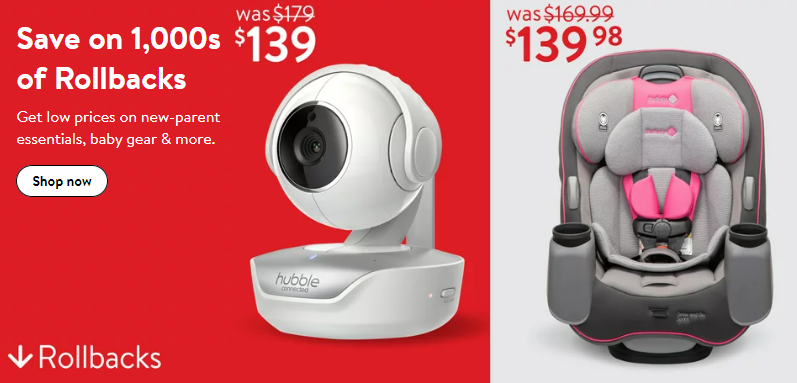 Save on 1,000s
of Rollbacks
Get low prices on new-parent
essentials, baby gear & more.
Shop now
Rollbacks
was $179
$139
hubble
connected
was $169.99
$139 98